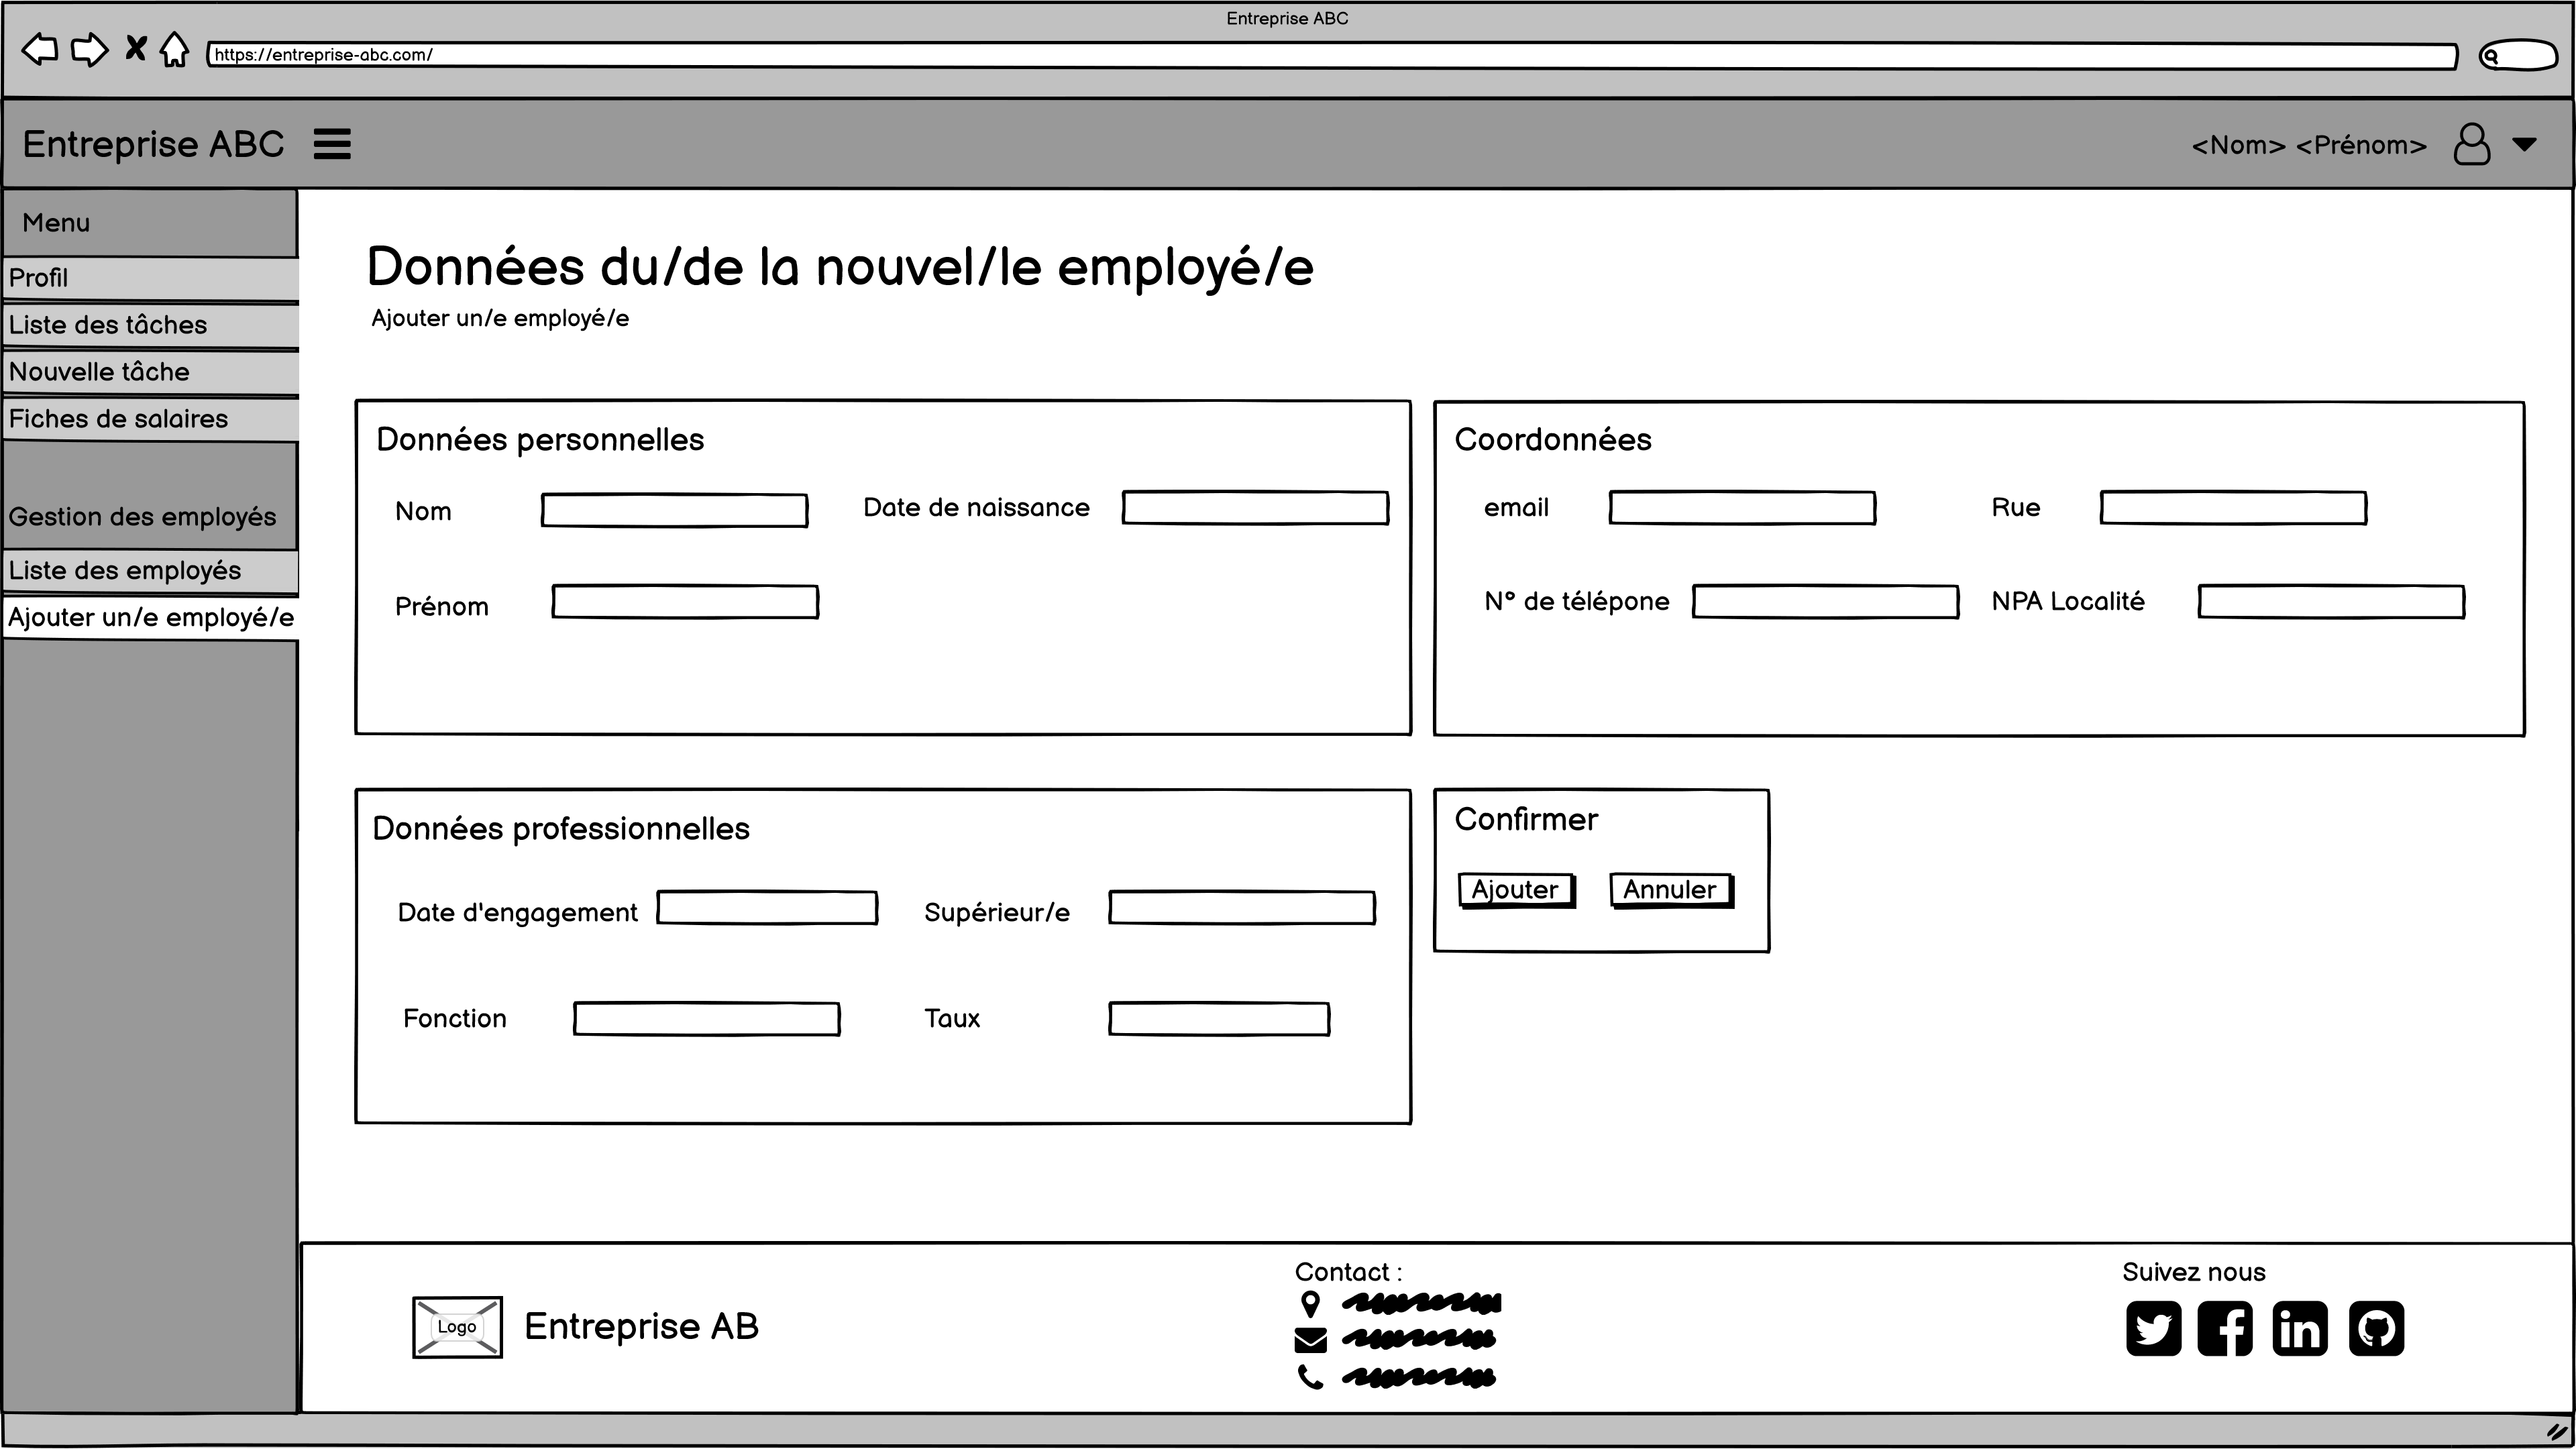 Entreprise ABC
https://entreprise-abc.com/
Entreprise ABC
<Nom> <Prénom>
Menu
Profil
Liste des tâches
Nouvelle tâche
Fiches de salaires
Gestion des employés
Liste des employés
Ajouter un/e employé/e
Données du/de la nouvel/le employé/e
Ajouter un/e employé/e
Données personnelles
Nom
Date de naissance
Prénom
Coordonnées
email
Rue
N° de télépone
NPA Localité
Données professionnelles
Date d'engagement
Supérieur/e
Fonction
Taux
Confirmer
Ajouter
Annuler
Logo
Entreprise AB
Contact :
Suivez nous